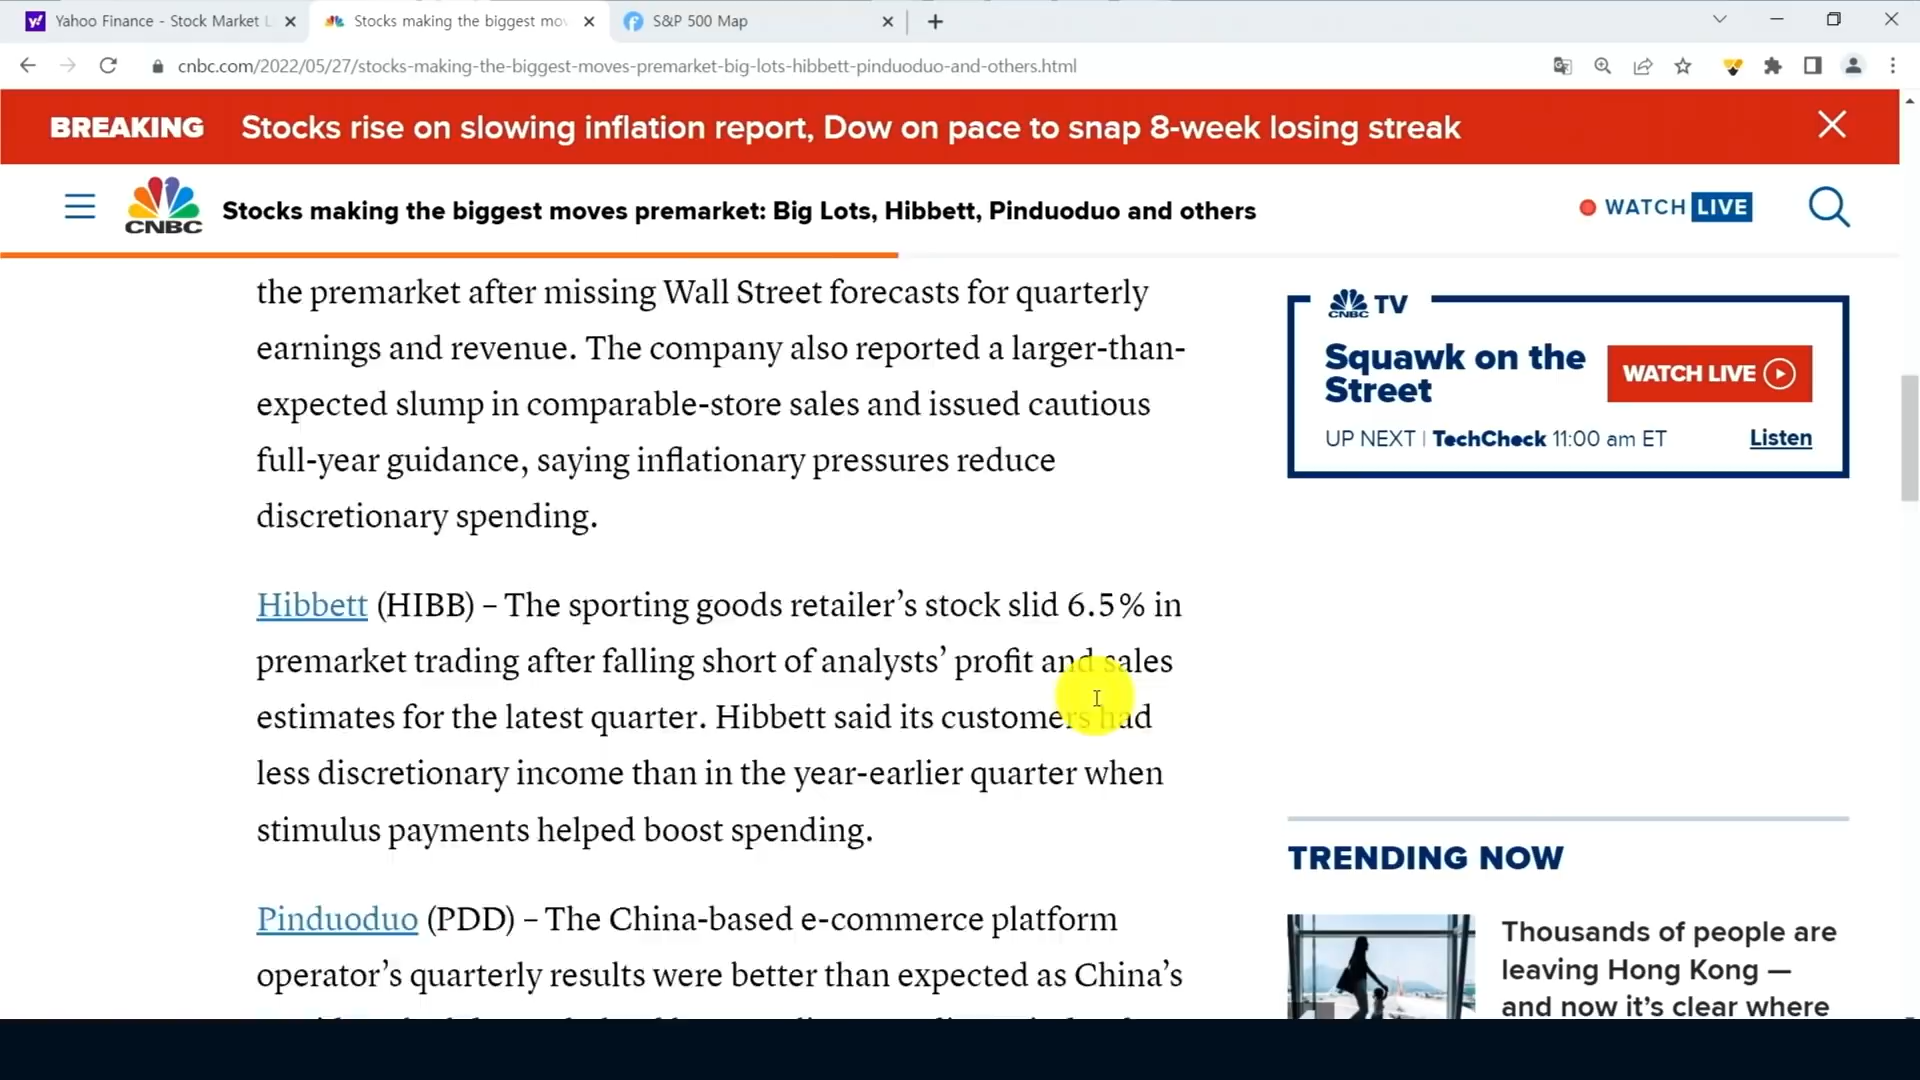 Yahoo Finance - Stock Market L
Stocks making the biggest mov
S&P 500 Map
cnbc.com/2022/05/27/stocks-making-the-biggest-moves-premarket-big-lots-hibbett-pinduoduo-and-others.html
BREAKING Stocks rise on slowing inflation report, Dow on pace to snap 8-week losing streak
CNBC
Stocks making the biggest moves premarket: Big Lots, Hibbett, Pinduoduo and others
WATCH LIVE
the premarket after missing Wall Street forecasts for quarterly
earnings and revenue. The company also reported a larger-than-
expected slump in comparable-store sales and issued cautious
full-year guidance, saying inflationary pressures reduce
discretionary spending.
Hibbett (HIBB) – The sporting goods retailer’s stock slid 6.5% in
premarket trading after falling short of analysts’ profit and sales
estimates for the latest quarter. Hibbett said its customers had
less discretionary income than in the year-earlier quarter when
stimulus payments helped boost spending.
Pinduoduo (PDD) – The China-based e-commerce platform
operator’s quarterly results were better than expected as China’s
CNBC TV
Squawk on the
Street
WATCH LIVE
UP NEXT | TechCheck 11:00 am ET
Listen
TRENDING NOW
Thousands of people are
leaving Hong Kong —
and now it’s clear where